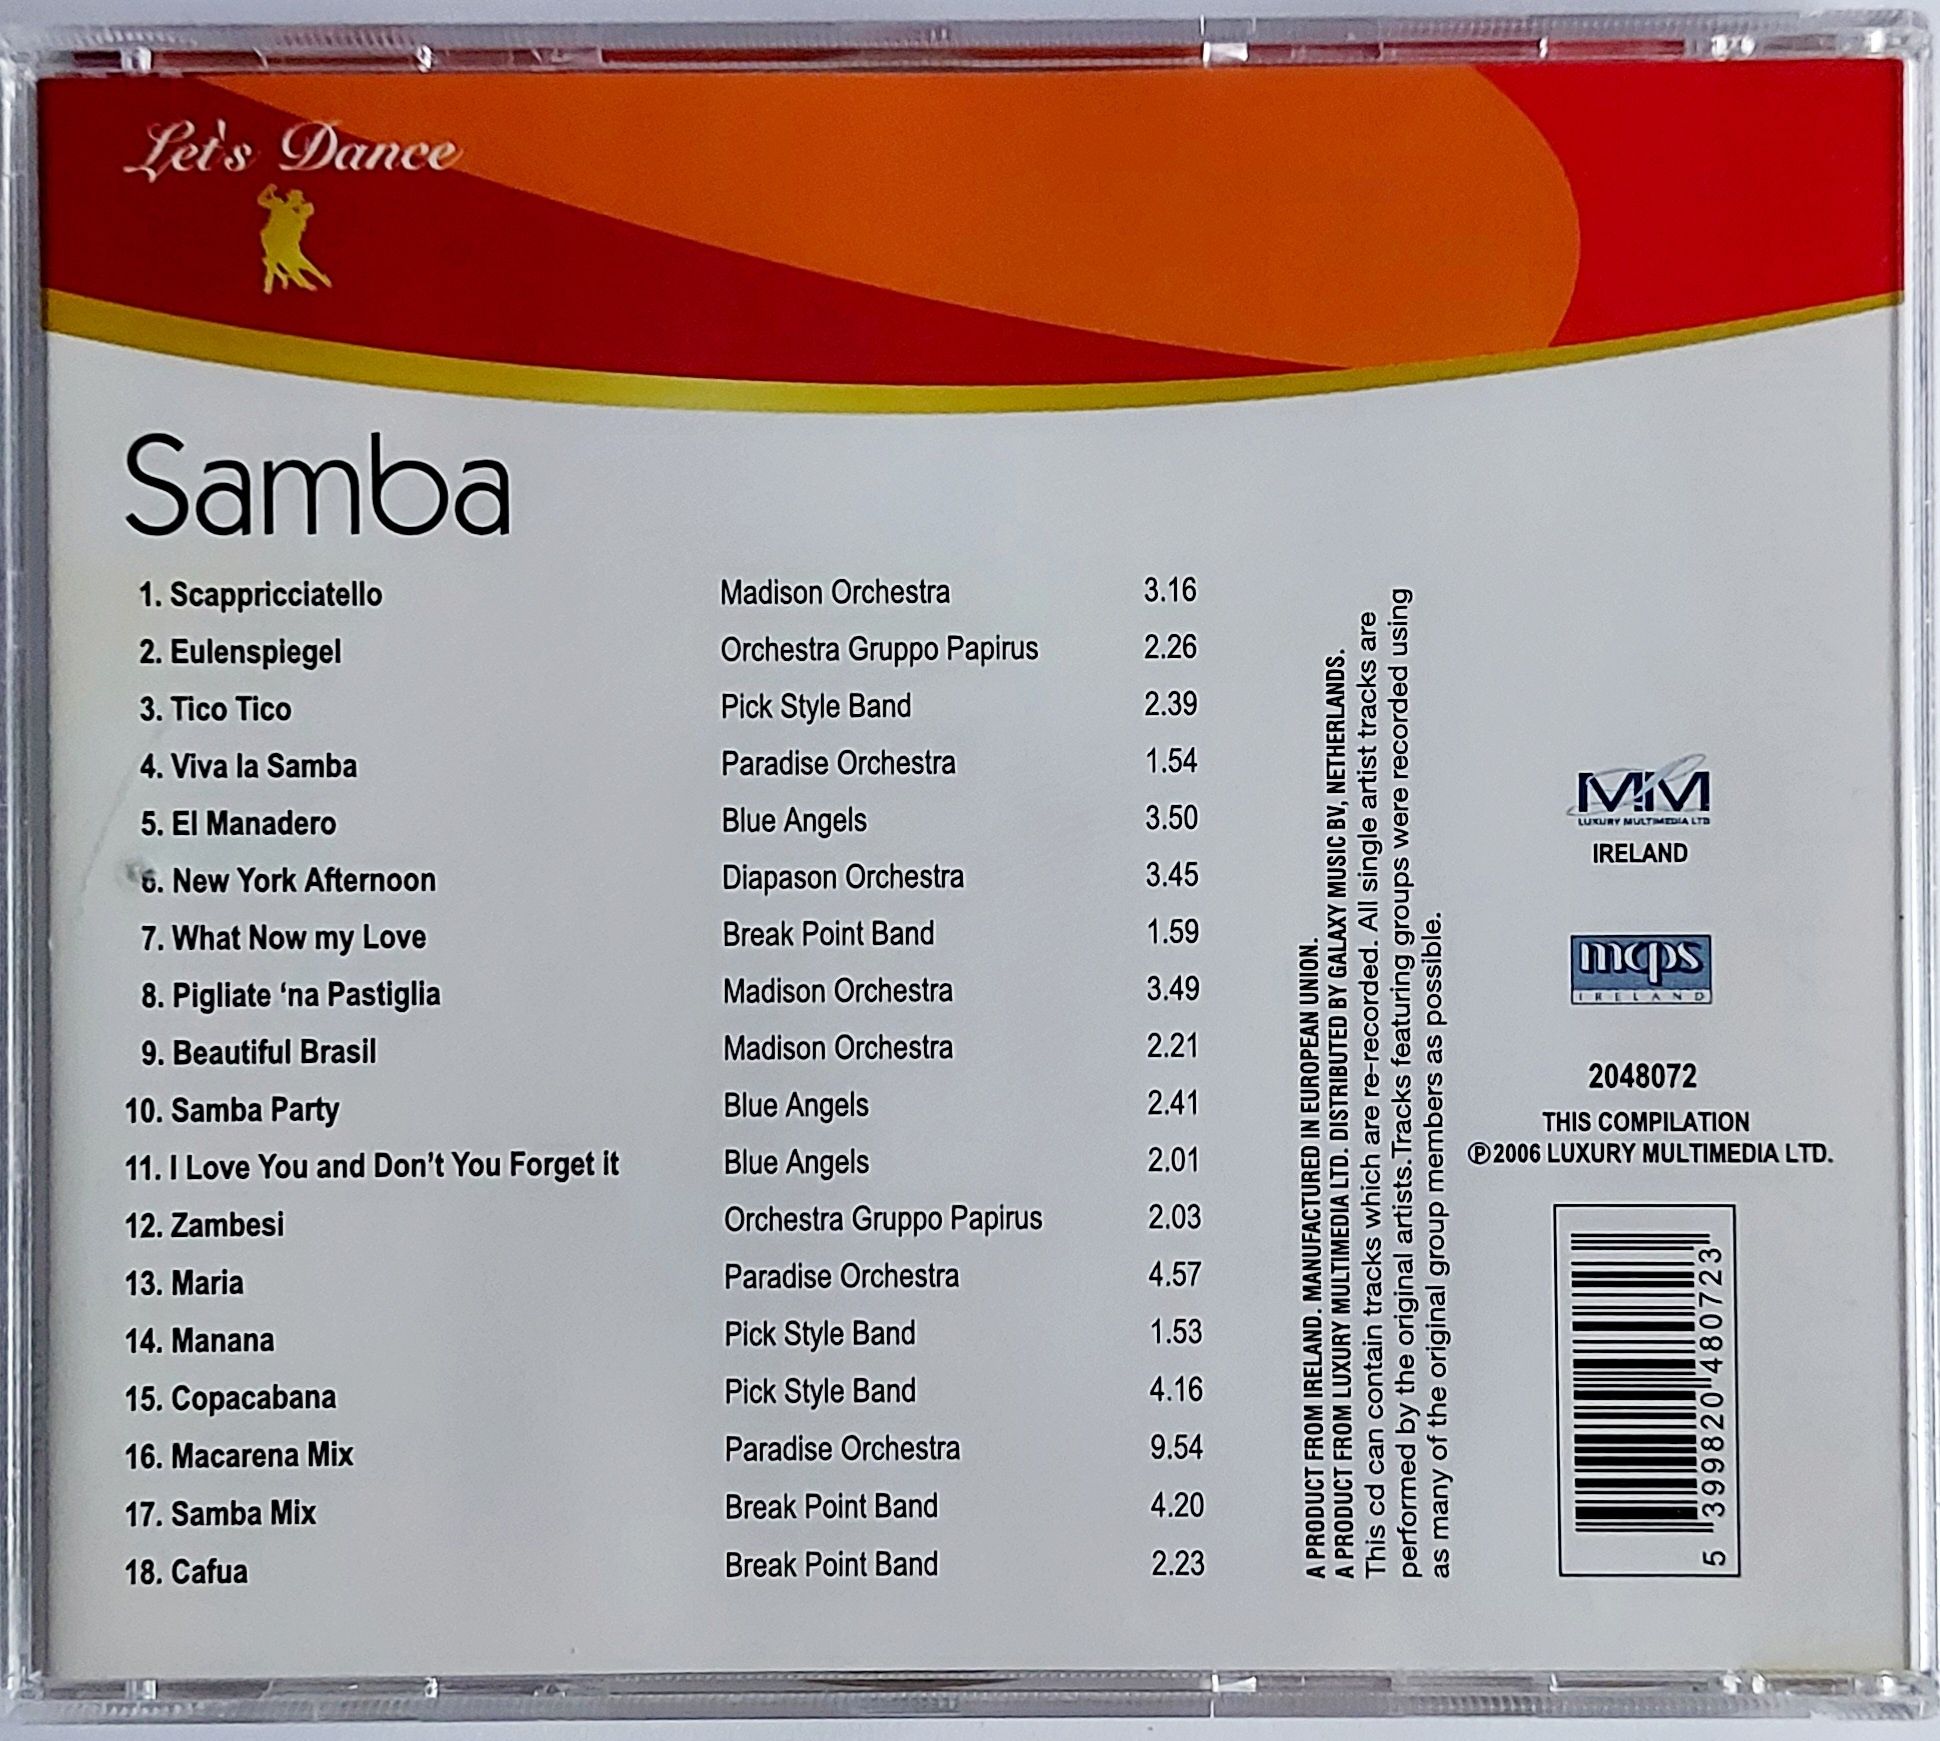 Let's Dance
Samba
1. Scappricciatello Madison Orchestra 3.16
2. Eulenspiegel Orchestra Gruppo Papirus 2.26
3. Tico Tico Pick Style Band 2.39
4. Viva la Samba Paradise Orchestra 1.54
5. El Manadero Blue Angels 3.50
6. New York Afternoon Diapason Orchestra 3.45
7. What Now my Love Break Point Band 1.59
8. Pigliate ‘na Pastiglia Madison Orchestra 3.49
9. Beautiful Brasil Madison Orchestra 2.21
10. Samba Party Blue Angels 2.41
11. I Love You and Don’t You Forget it Blue Angels 2.01
12. Zambesi Orchestra Gruppo Papirus 2.03
13. Maria Paradise Orchestra 4.57
14. Manana Pick Style Band 1.53
15. Copacabana Pick Style Band 4.16
16. Macarena Mix Paradise Orchestra 9.54
17. Samba Mix Break Point Band 4.20
18. Cafua Break Point Band 2.23
A PRODUCT FROM IRELAND. MANUFACTURED IN EUROPEAN UNION.
A PRODUCT FROM LUXURY MULTIMEDIA LTD. DISTRIBUTED BY GALAXY MUSIC BV, NETHERLANDS.
This cd can contain tracks which are re-recorded. All single artist tracks are
performed by the original artists.Tracks featuring groups were recorded using
as many of the original group members as possible.
MM
LUXURY MULTIMEDIA LTD
IRELAND
mcps
IRELAND
2048072
THIS COMPILATION
℗2006 LUXURY MULTIMEDIA LTD.
5 399820 480723